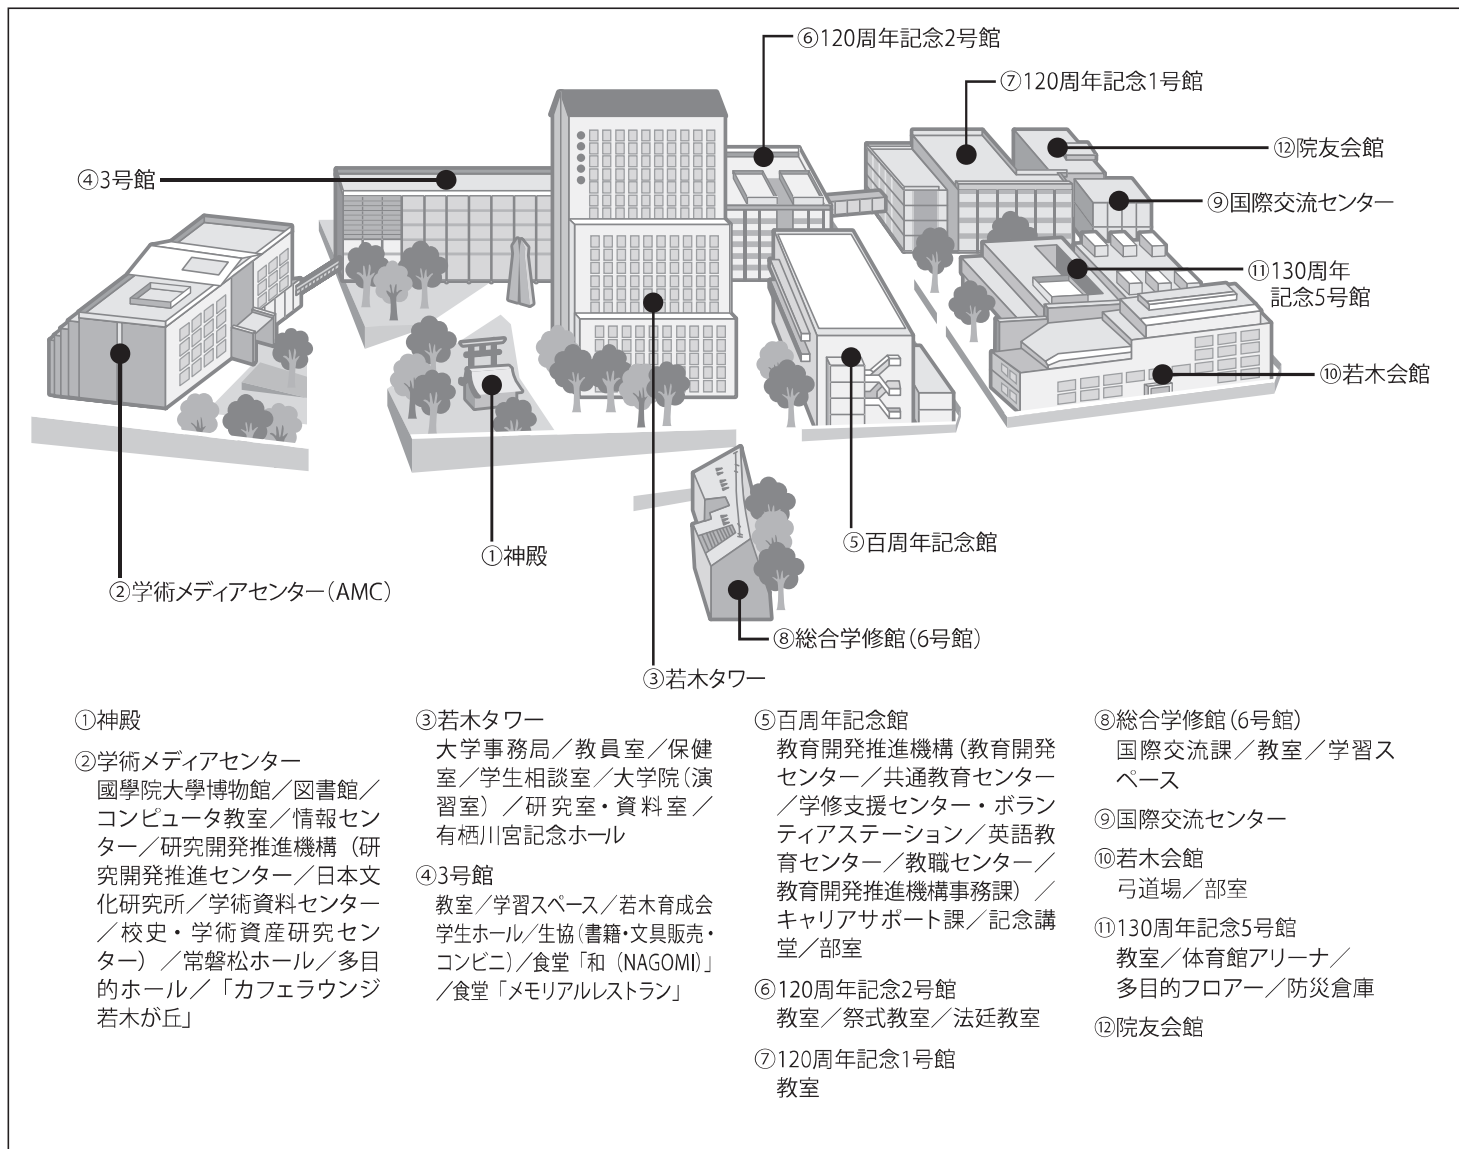 ⑥120周年記念2号館
⑦120周年記念1号館
⑫院友会館
④3号館
⑨国際交流センター
⑪130周年
記念5号館
⑩若木会館
⑤百周年記念館
①神殿
②学術メディアセンター(AMC)
⑧総合学修館(6号館)
③若木タワー
①神殿
②学術メディアセンター
國學院大學博物館／図書館／
コンピュータ教室／情報セン
ター／研究開発推進機構（研
究開発推進センター／日本文
化研究所／学術資料センター
／校史・学術資産研究セン
ター）／常磐松ホール／多目
的ホール／「カフェラウンジ
若木が丘」
③若木タワー
大学事務局／教員室／保健
室／学生相談室／大学院（演
習室）／研究室・資料室／
有栖川宮記念ホール
④3号館
教室／学習スペース／若木育成会
学生ホール／生協（書籍・文具販売・
コンビニ）／食堂「和（NAGOMI）」
／食堂「メモリアルレストラン」
⑤百周年記念館
教育開発推進機構（教育開発
センター／共通教育センター
／学修支援センター・ボラン
ティアステーション／英語教
育センター／教職センター／
教育開発推進機構事務課）／
キャリアサポート課／記念講
堂／部室
⑥120周年記念2号館
教室／祭式教室／法廷教室
⑦120周年記念1号館
教室
⑧総合学修館(6号館)
国際交流課／教室／学習ス
ペース
⑨国際交流センター
⑩若木会館
弓道場／部室
⑪130周年記念5号館
教室／体育館アリーナ／
多目的フロアー／防災倉庫
⑫院友会館